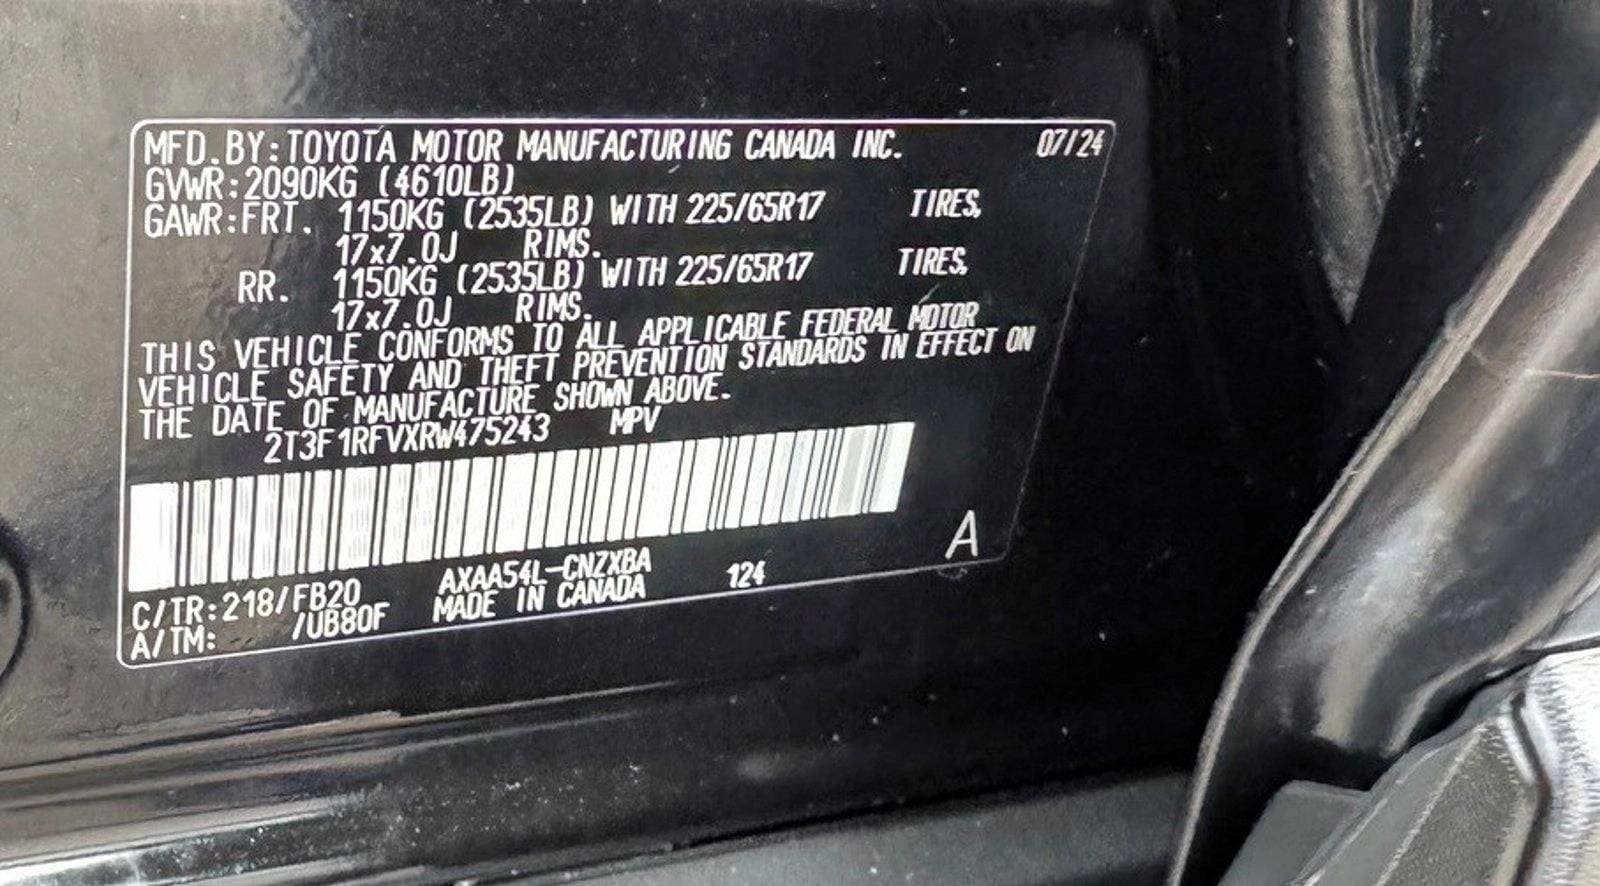 MFD.BY:TOYOTA MOTOR MANUFACTURING CANADA INC. 07/24
GVWR:2090KG (4610LB)
GAWR:FRT. 1150KG (2535LB) WITH 225/65R17 TIRES,
17x7.0J RIMS.
RR. 1150KG (2535LB) WITH 225/65R17 TIRES,
17x7.0J RIMS.
THIS VEHICLE CONFORMS TO ALL APPLICABLE FEDERAL MOTOR
VEHICLE SAFETY AND THEFT PREVENTION STANDARDS IN EFFECT ON
THE DATE OF MANUFACTURE SHOWN ABOVE.
2T3F1RFVXRW475243 MPV
A
C/TR:218/FB20 AXAA54L-CNZXBA 124
A/TM: /UB80F MADE IN CANADA